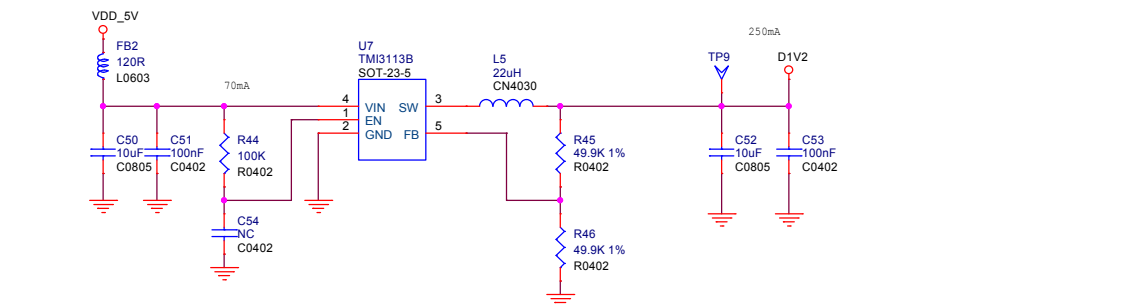 VDD_5V
FB2
120R
L0603
70mA
U7
TMI3113B
SOT-23-5
4
1
2
VIN
EN
GND
SW
FB
3
5
L5
22uH
CN4030
250mA
TP9
D1V2
C50
10uF
C0805
C51
100nF
C0402
R44
100K
R0402
C54
NC
C0402
R45
49.9K 1%
R0402
R46
49.9K 1%
R0402
C52
10uF
C0805
C53
100nF
C0402